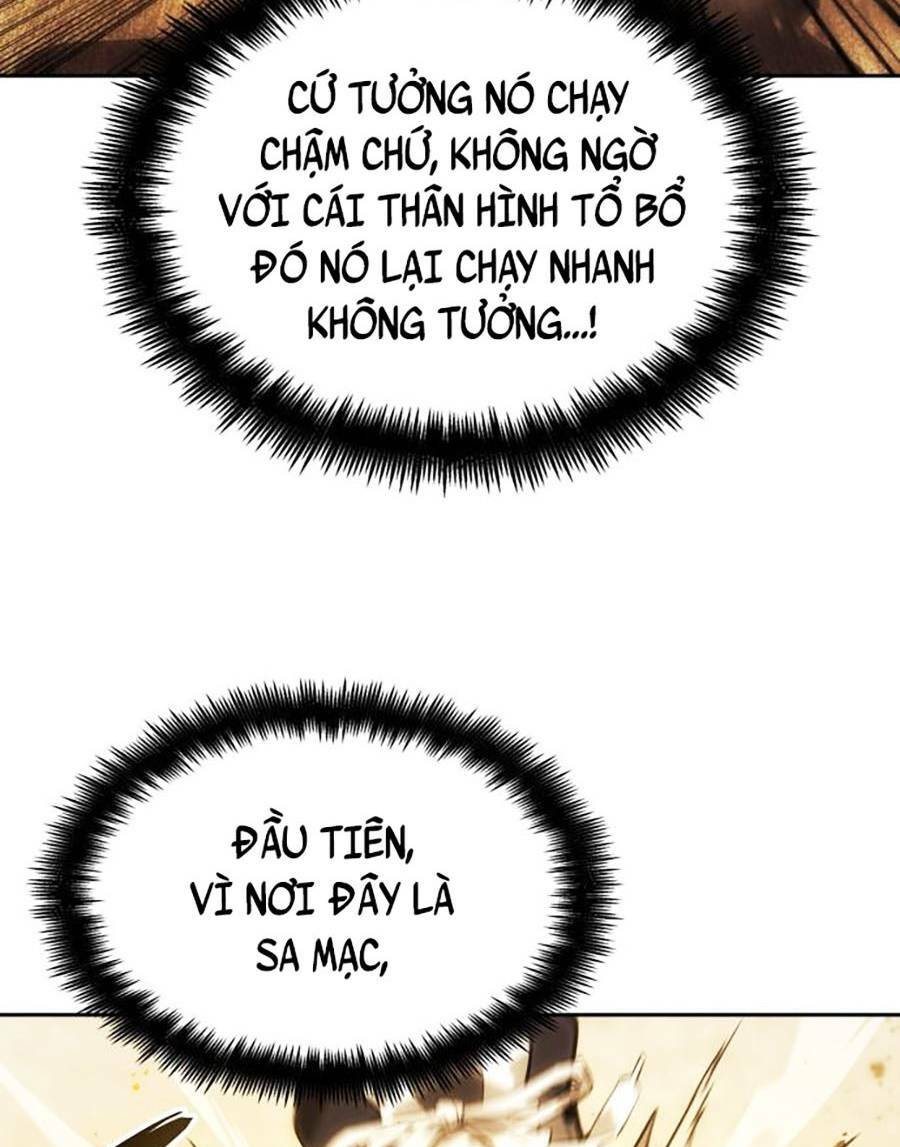 CỨ TƯỞNG NÓ CHẠY
CHẬM CHỨ, KHÔNG NGỜ
VỚI CÁI THÂN HÌNH TỔ BỔ
ĐÓ NÓ LẠI CHẠY NHANH
KHÔNG TƯỞNG...!
ĐẦU TIÊN,
VÌ NƠI ĐÂY LÀ
SA MẠC,